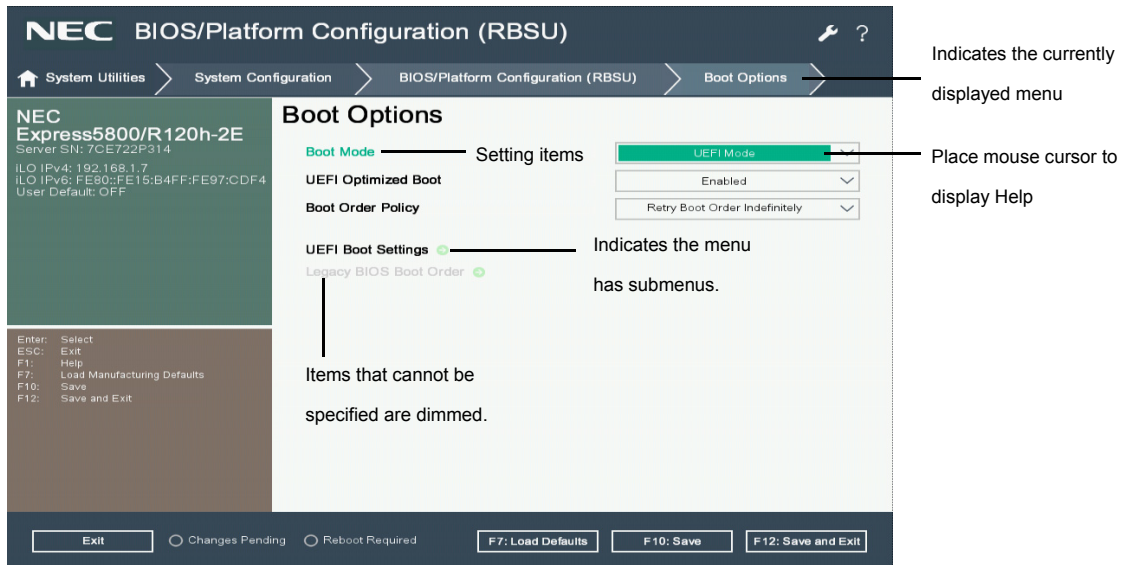 NEC BIOS/Platform Configuration (RBSU) ?
System Utilities System Configuration BIOS/Platform Configuration (RBSU) Boot Options
Indicates the currently
displayed menu
NEC
Express5800/R120h-2E
Server SN: 7CE722P314
iLO IPv4: 192.168.1.7
iLO IPv6: FE80::FE15:B4FF:FE97:CDF4
User Default: OFF
Boot Options
Boot Mode
Setting items
UEFI Mode
Place mouse cursor to
display Help
UEFI Optimized Boot Enabled
Boot Order Policy Retry Boot Order Indefinitely
UEFI Boot Settings
Indicates the menu
has submenus.
Legacy BIOS Boot Order
Items that cannot be
specified are dimmed.
Enter: Select
ESC: Exit
F1: Help
F7: Load Manufacturing Defaults
F10: Save
F12: Save and Exit
Exit Changes Pending Reboot Required F7: Load Defaults F10: Save F12: Save and Exit